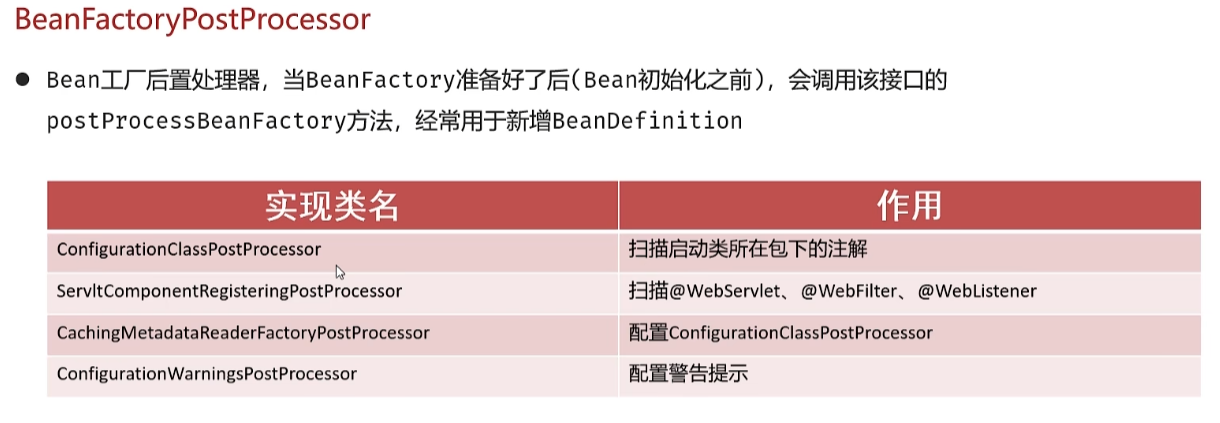 BeanFactoryPostProcessor
● Bean工厂后置处理器，当BeanFactory准备好了后(Bean初始化之前)，会调用该接口的
postProcessBeanFactory方法，经常用于新增BeanDefinition
实现类名 作用
ConfigurationClassPostProcessor 扫描启动类所在包下的注解
ServltComponentRegisteringPostProcessor 扫描@WebServlet、@WebFilter、@WebListener
CachingMetadataReaderFactoryPostProcessor 配置ConfigurationClassPostProcessor
ConfigurationWarningsPostProcessor 配置警告提示